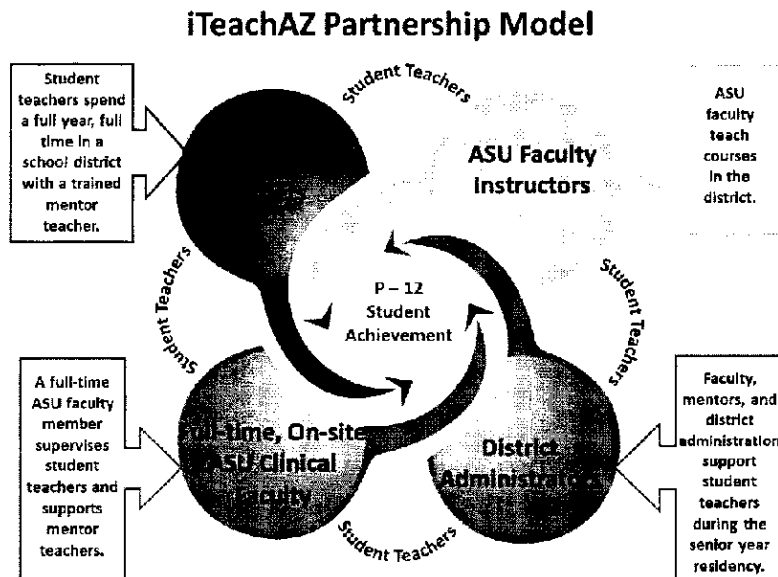 iTeachAZ Partnership Model
Student
teachers spend
a full year, full
time in a
school district
with a trained
mentor
teacher.
Student Teachers
ASU Faculty
Instructors
ASU
faculty
teach
courses
in the
district.
Student Teachers
P – 12
Student
Achievement
Student Teachers
A full-time
ASU faculty
member
supervises
student
teachers and
supports
mentor
teachers.
Full-time, On-site
ASU Clinical
Faculty
District
Administrators
Faculty,
mentors, and
district
administration
support
student
teachers
during the
senior year
residency.
Student Teachers